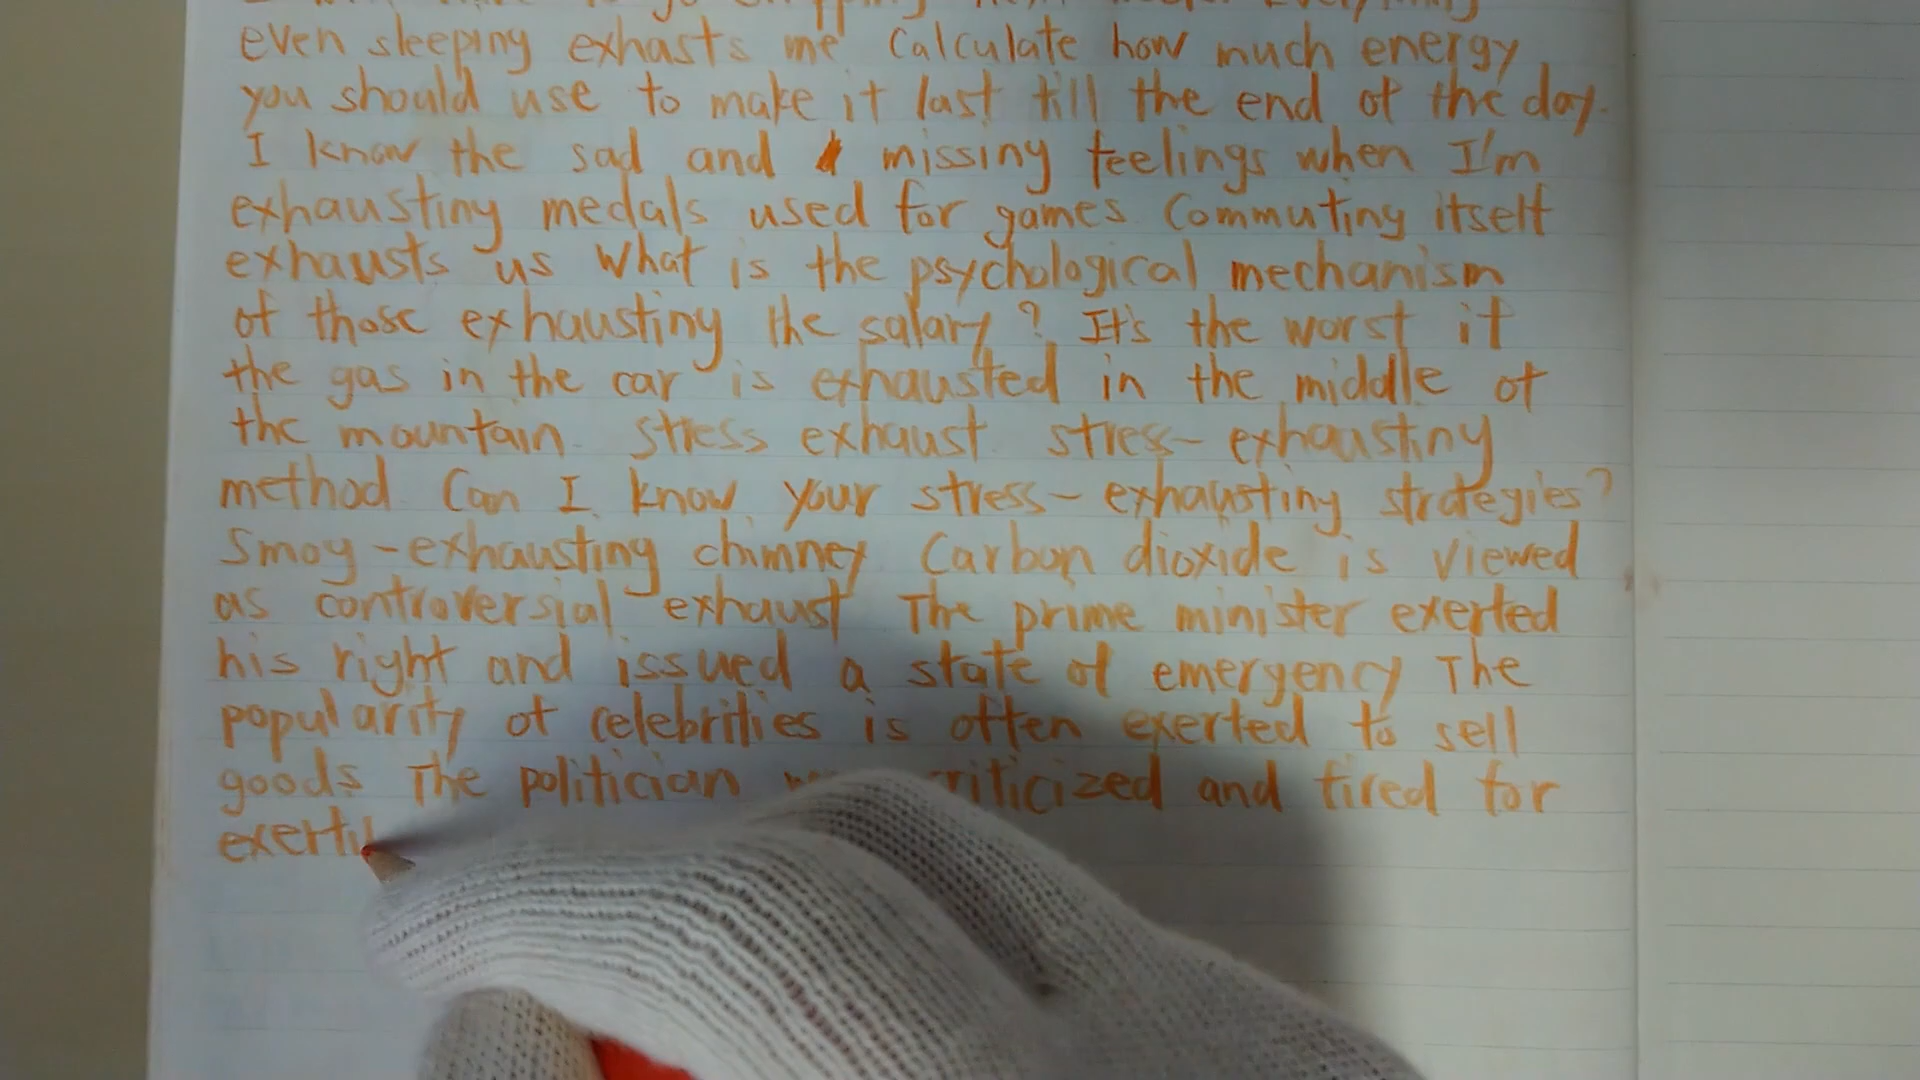 even sleeping exhasts me Calculate how much energy
you should use to make it last till the end of the day.
I know the sad and missing feelings when I'm
exhausting medals used for games Commuting itself
exhausts us What is the psychological mechanism
of those exhausting the salary? It's the worst if
the gas in the car is exhausted in the middle of
the mountain. Stress exhaust stress-exhausting
method Can I know your stress-exhausting strategies?
Smog-exhausting chimney Carbon dioxide is viewed
as controversial exhaust The prime minister exerted
his right and issued a state of emergency The
popularity of celebrities is often exerted to sell
goods The politician criticized and fired for